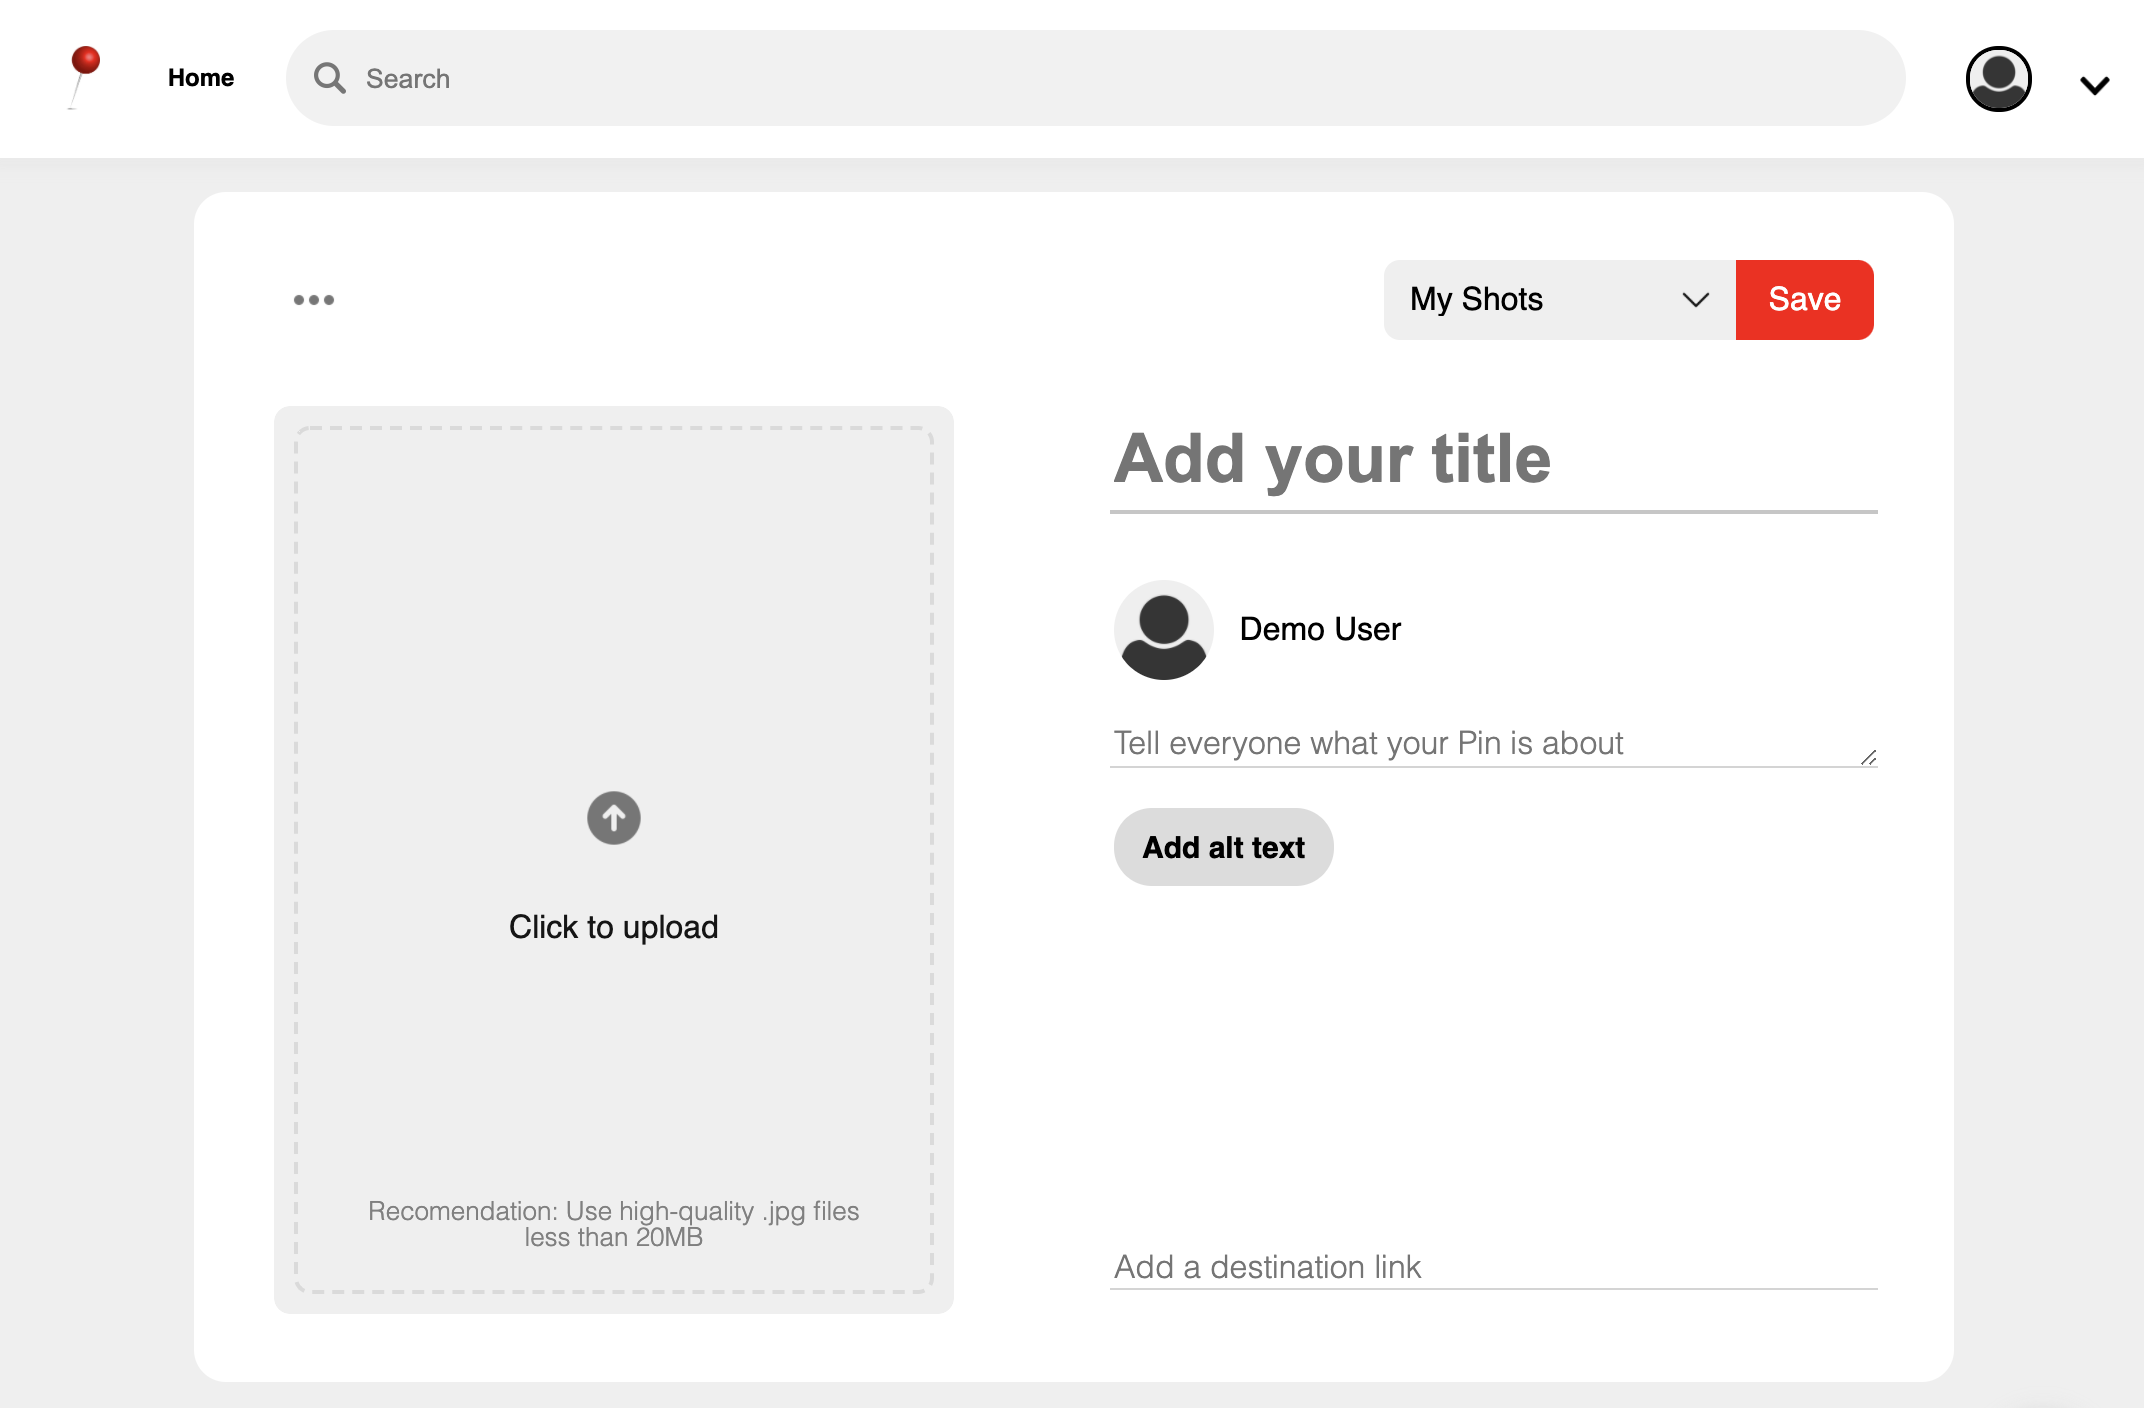 Home
Search
My Shots
Save
Add your title
Demo User
Tell everyone what your Pin is about
Add alt text
Click to upload
Recomendation: Use high-quality .jpg files
less than 20MB
Add a destination link